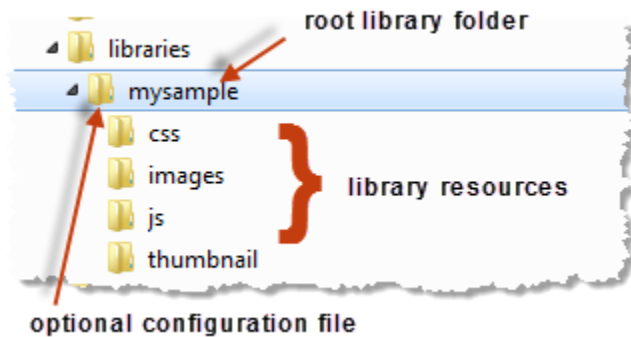 root library folder
libraries
mysample
css
images
js
library resources
thumbnail
optional configuration file